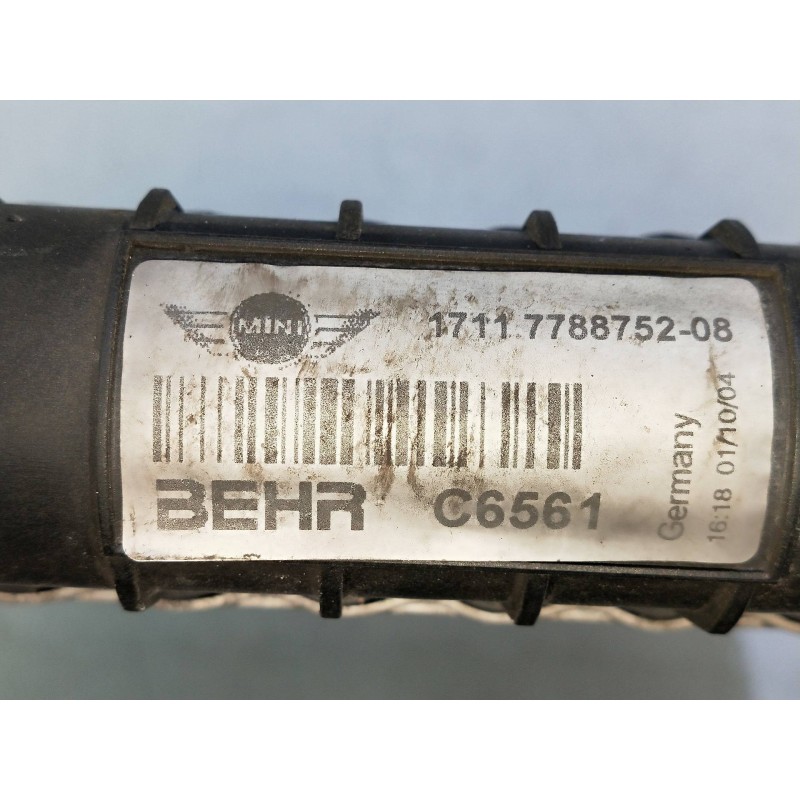 MINI
1711 7788752-08
BEHR C6561
Germany
16:18 01/10/04